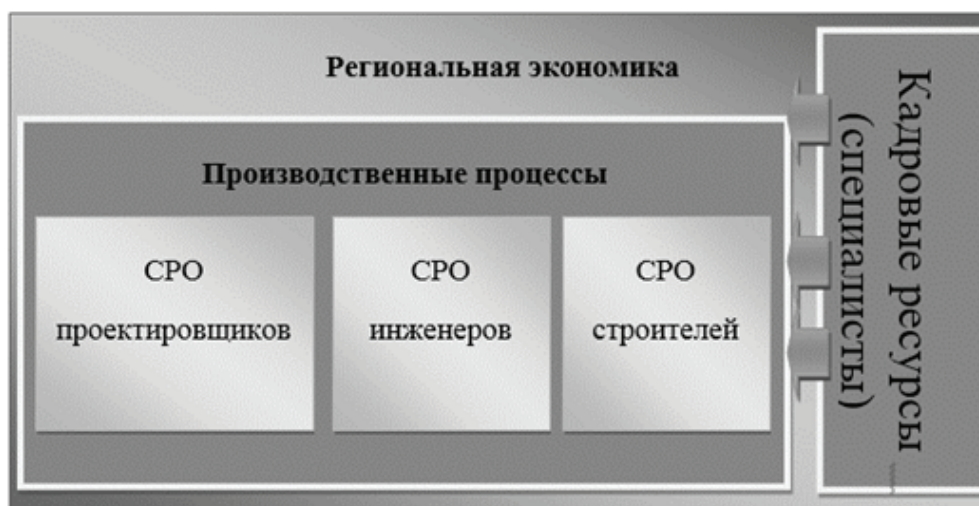 Региональная экономика
Производственные процессы
СРО
проектировщиков
СРО
инженеров
СРО
строителей
Кадровые ресурсы
(специалисты)